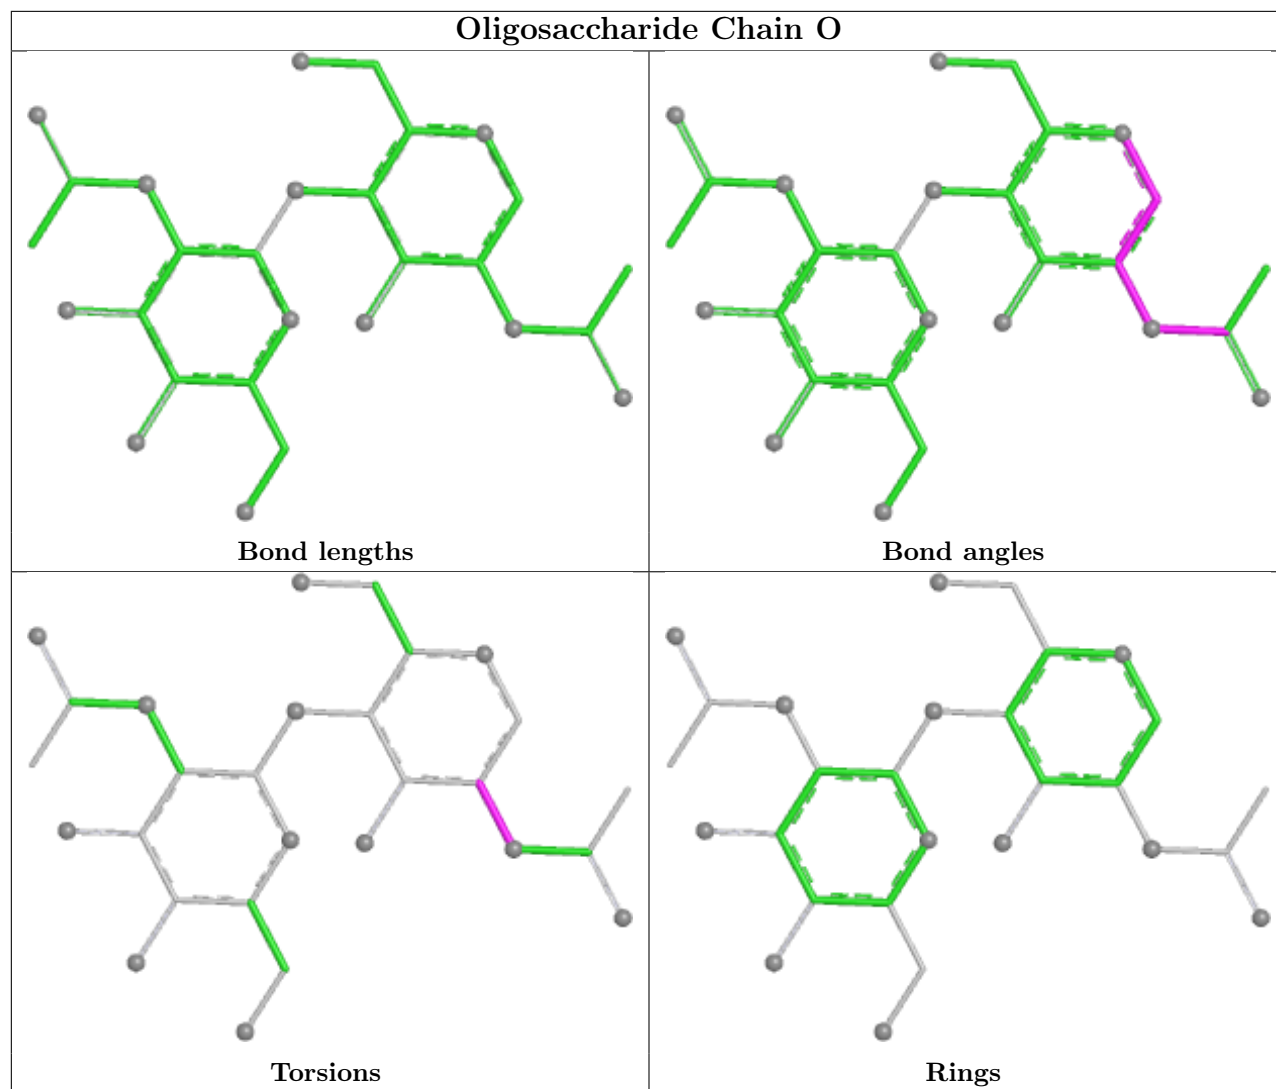 Oligosaccharide Chain O
Bond lengths
Bond angles
Torsions
Rings